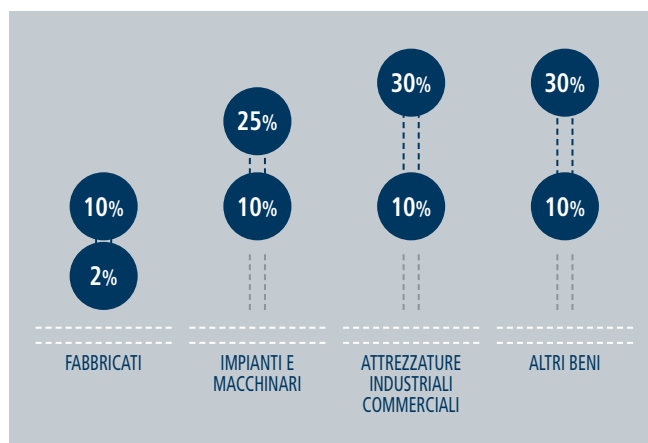 30%
30%
25%
10%
10%
10%
10%
2%
FABBRICATI
IMPIANTI E
MACCHINARI
ATTREZZATURE
INDUSTRIALI
COMMERCIALI
ALTRI BENI